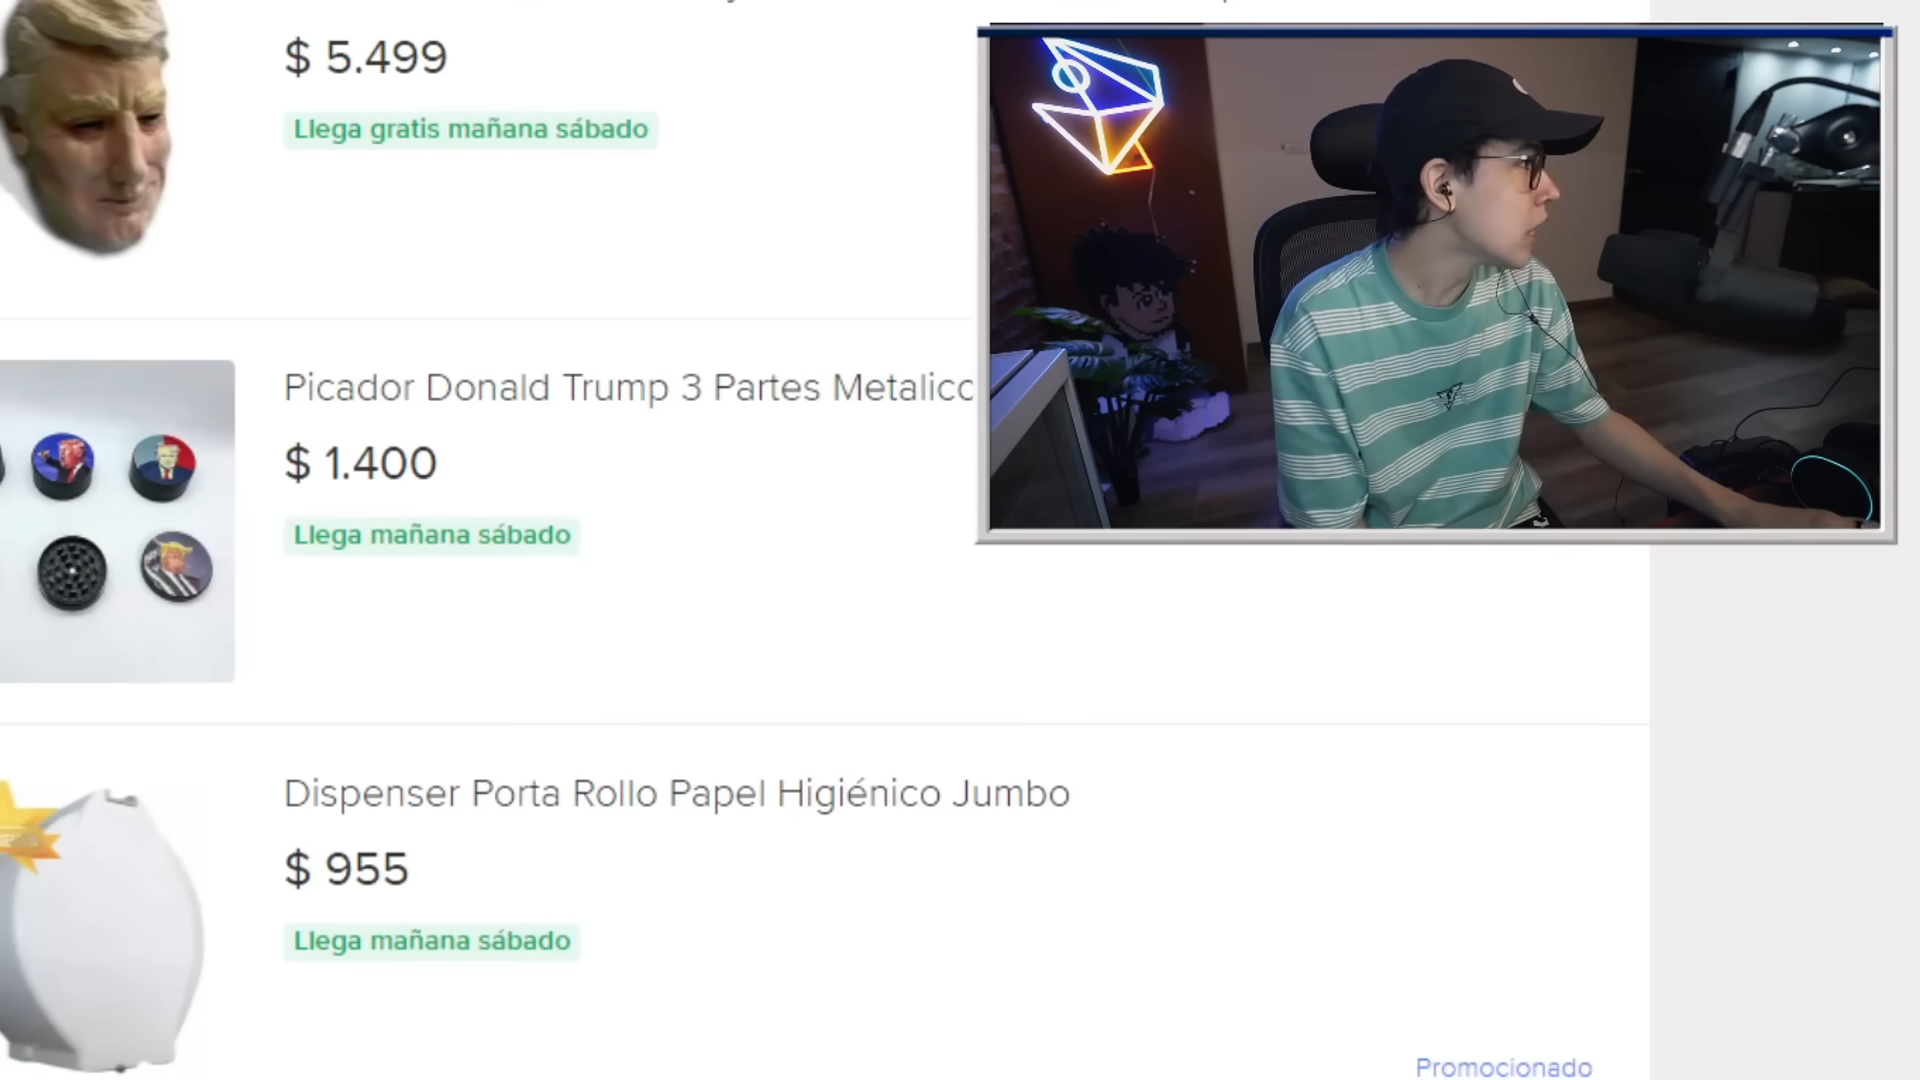 $ 5.499
Llega gratis mañana sábado
Picador Donald Trump 3 Partes Metalico
$ 1.400
Llega mañana sábado
Dispenser Porta Rollo Papel Higiénico Jumbo
$ 955
Llega mañana sábado
Promocionado